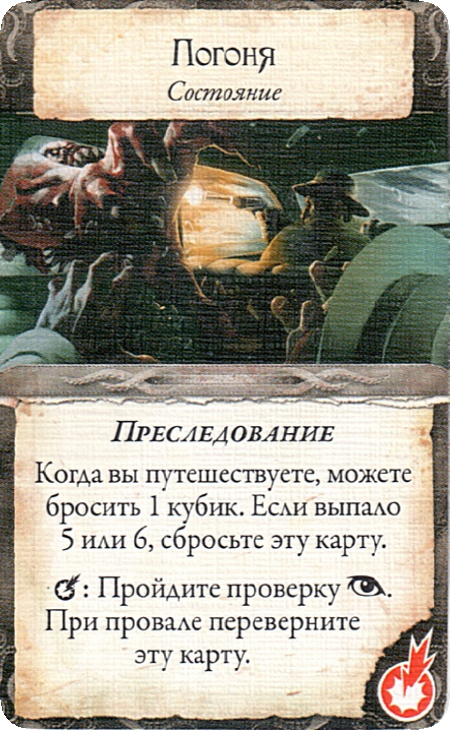 Погоня
Состояние
Преследование
Когда вы путешествуете, можете
бросить 1 кубик. Если выпало
5 или 6, сбросьте эту карту.
: Пройдите проверку .
При провале переверните
эту карту.